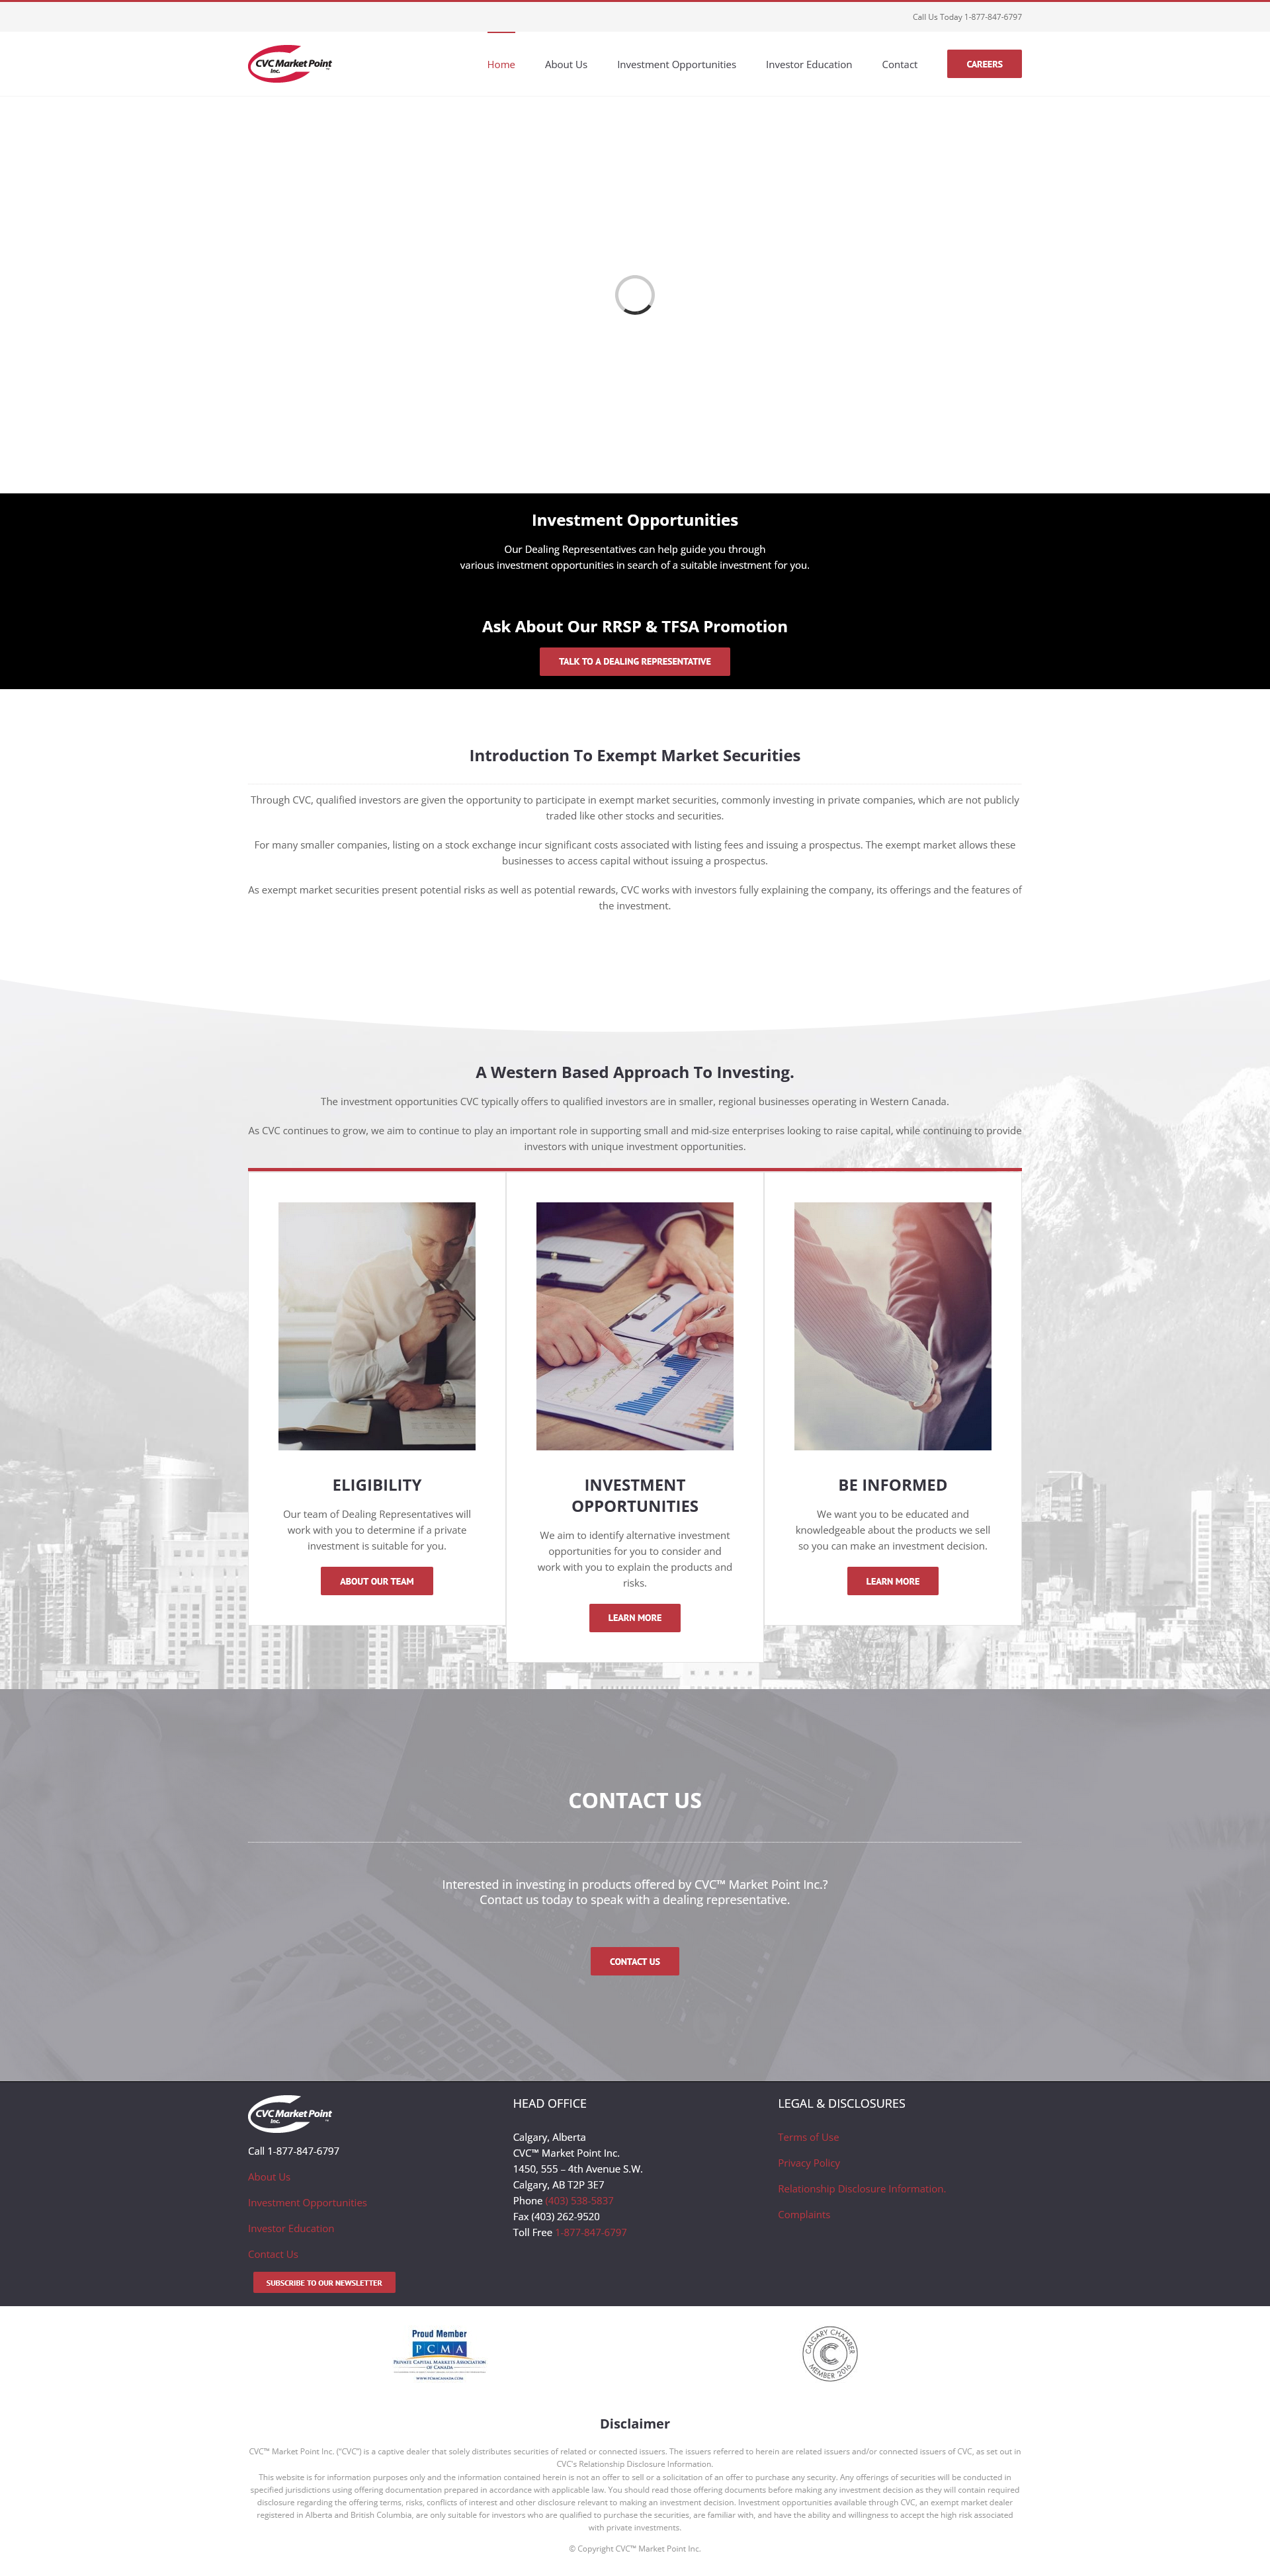 Call Us Today 1-877-847-6797
CVC Market Point Inc.™
Home About Us Investment Opportunities Investor Education Contact CAREERS
Investment Opportunities
Our Dealing Representatives can help guide you through
various investment opportunities in search of a suitable investment for you.
Ask About Our RRSP & TFSA Promotion
TALK TO A DEALING REPRESENTATIVE
Introduction To Exempt Market Securities
Through CVC, qualified investors are given the opportunity to participate in exempt market securities, commonly investing in private companies, which are not publicly
traded like other stocks and securities.
For many smaller companies, listing on a stock exchange incur significant costs associated with listing fees and issuing a prospectus. The exempt market allows these
businesses to access capital without issuing a prospectus.
As exempt market securities present potential risks as well as potential rewards, CVC works with investors fully explaining the company, its offerings and the features of
the investment.
A Western Based Approach To Investing.
The investment opportunities CVC typically offers to qualified investors are in smaller, regional businesses operating in Western Canada.
As CVC continues to grow, we aim to continue to play an important role in supporting small and mid-size enterprises looking to raise capital, while continuing to provide
investors with unique investment opportunities.
ELIGIBILITY
Our team of Dealing Representatives will
work with you to determine if a private
investment is suitable for you.
ABOUT OUR TEAM
INVESTMENT
OPPORTUNITIES
We aim to identify alternative investment
opportunities for you to consider and
work with you to explain the products and
risks.
LEARN MORE
BE INFORMED
We want you to be educated and
knowledgeable about the products we sell
so you can make an investment decision.
LEARN MORE
CONTACT US
Interested in investing in products offered by CVC™ Market Point Inc.?
Contact us today to speak with a dealing representative.
CONTACT US
CVC Market Point Inc.™
Call 1-877-847-6797
About Us
Investment Opportunities
Investor Education
Contact Us
SUBSCRIBE TO OUR NEWSLETTER
HEAD OFFICE
Calgary, Alberta
CVC™ Market Point Inc.
1450, 555 – 4th Avenue S.W.
Calgary, AB T2P 3E7
Phone (403) 538-5837
Fax (403) 262-9520
Toll Free 1-877-847-6797
LEGAL & DISCLOSURES
Terms of Use
Privacy Policy
Relationship Disclosure Information.
Complaints
Proud Member
PCMA
PRIVATE CAPITAL MARKETS ASSOCIATION
OF CANADA
WWW.PCMACANADA.COM
CALGARY CHAMBER
C
MEMBER 2016
Disclaimer
CVC™ Market Point Inc. ("CVC") is a captive dealer that solely distributes securities of related or connected issuers. The issuers referred to herein are related issuers and/or connected issuers of CVC, as set out in
CVC's Relationship Disclosure Information.
This website is for information purposes only and the information contained herein is not an offer to sell or a solicitation of an offer to purchase any security. Any offerings of securities will be conducted in
specified jurisdictions using offering documentation prepared in accordance with applicable law. You should read those offering documents before making any investment decision as they will contain required
disclosure regarding the offering terms, risks, conflicts of interest and other disclosure relevant to making an investment decision. Investment opportunities available through CVC, an exempt market dealer
registered in Alberta and British Columbia, are only suitable for investors who are qualified to purchase the securities, are familiar with, and have the ability and willingness to accept the high risk associated
with private investments.
© Copyright CVC™ Market Point Inc.